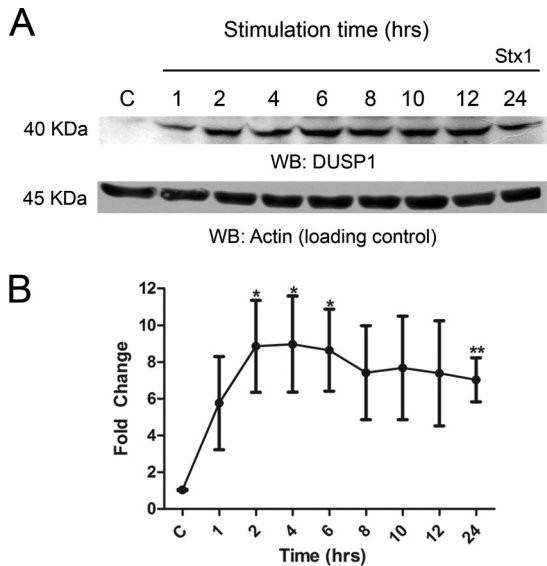 A
Stimulation time (hrs)
Stx1
C 1 2 4 6 8 10 12 24
40 KDa
WB: DUSP1
45 KDa
WB: Actin (loading control)
B
12
10
8
6
4
2
0
Fold Change
* * * **
C 1 2 4 6 8 10 12 24
Time (hrs)